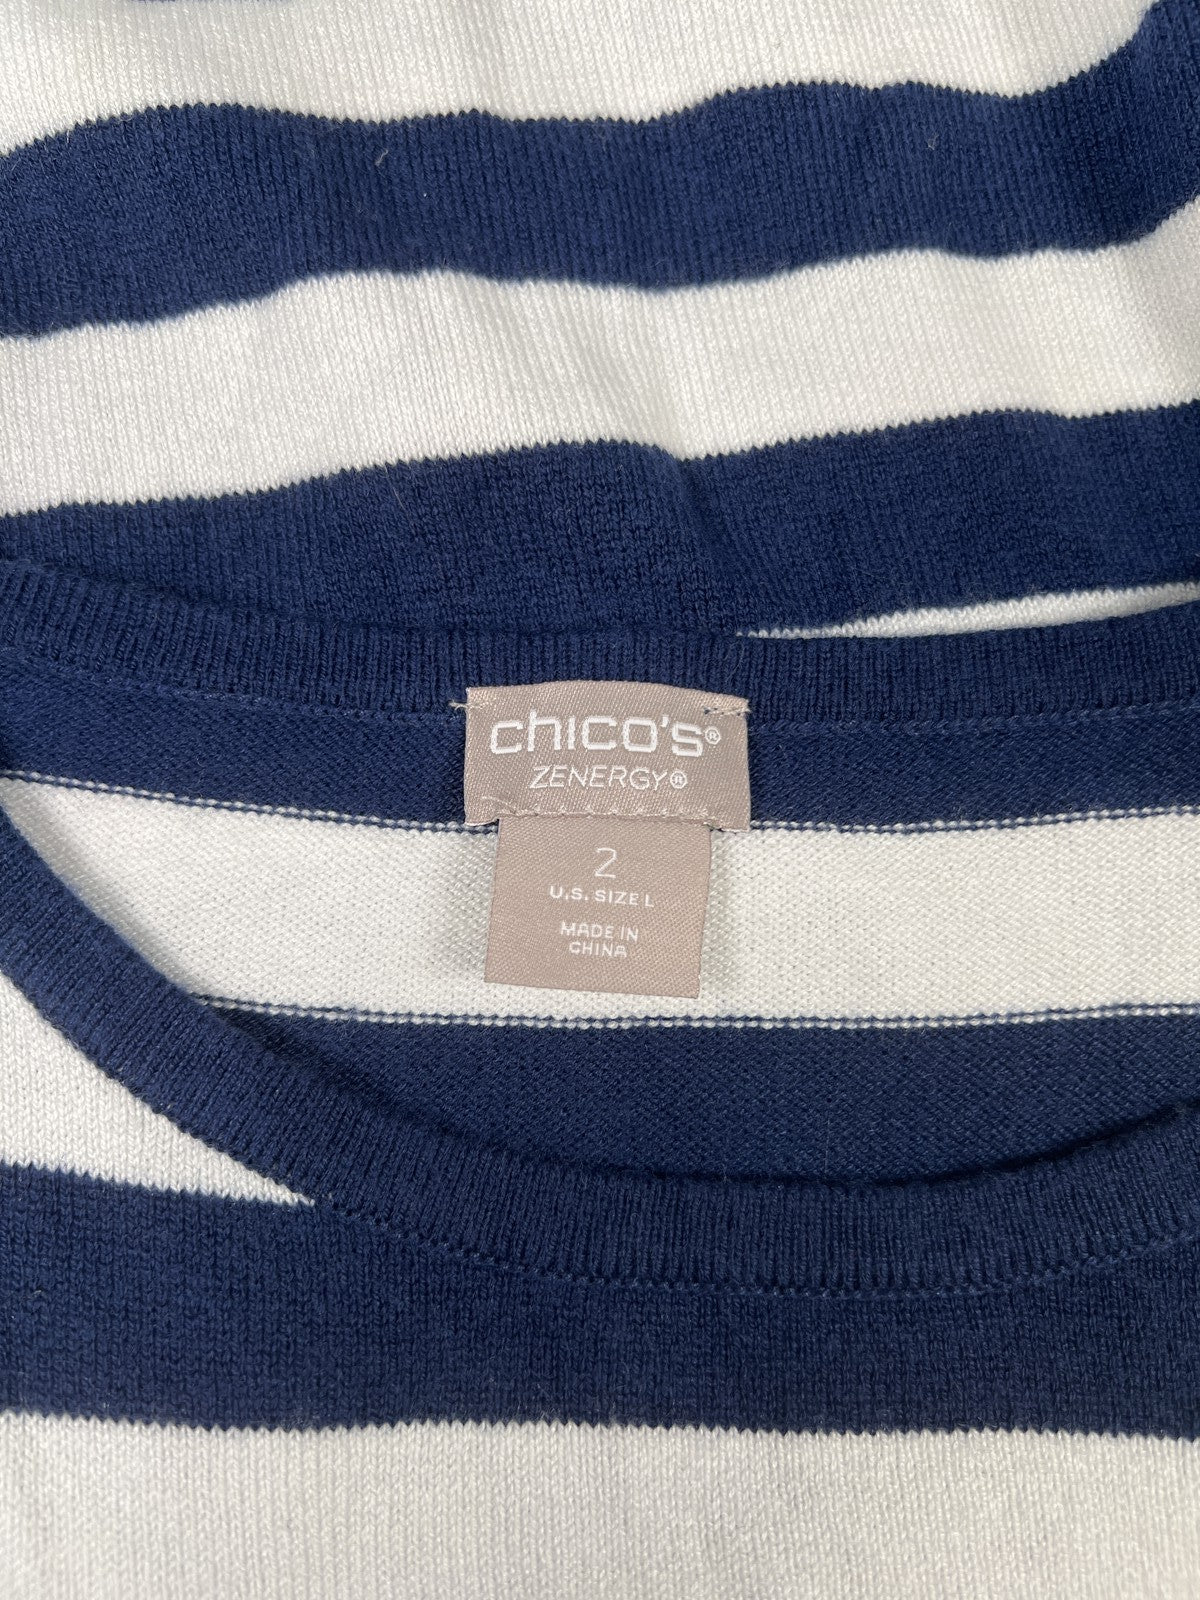 chico's®
ZENERGY®
2
U.S. SIZE L
MADE IN
CHINA